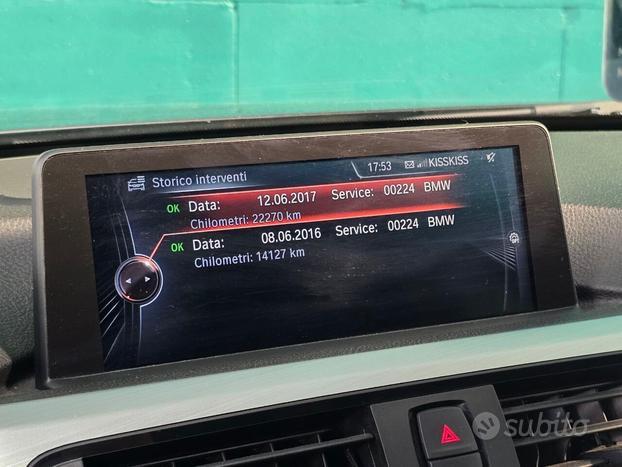 Storico interventi 17:53 KISSKISS
OK Data: 12.06.2017 Service: 00224 BMW
Chilometri: 22270 km
OK Data: 08.06.2016 Service: 00224 BMW
Chilometri: 14127 km
subito